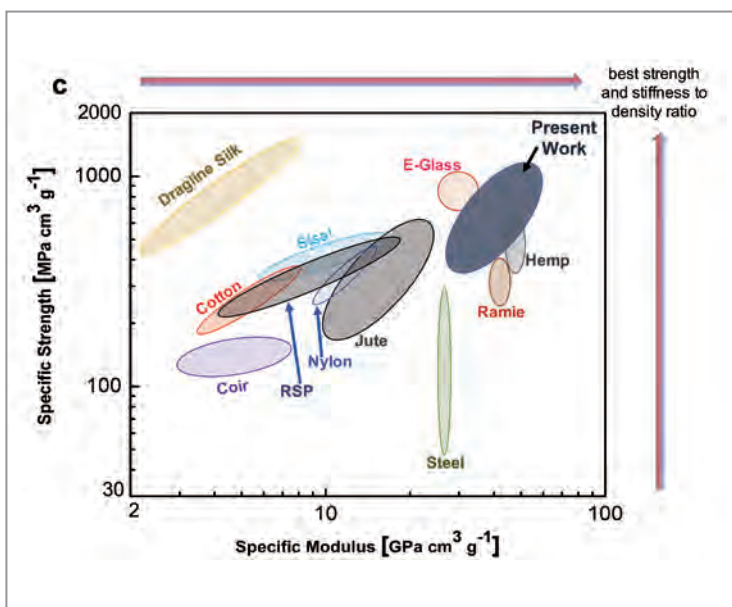 c
best strength
and stiffness to
density ratio
2000
Present
Work
Dragline Silk
E-Glass
1000
Specific Strength [MPa cm³ g⁻¹]
Sisal
Hemp
Cotton
Ramie
Jute
Nylon
Coir
RSP
100
Steel
30
2
10
100
Specific Modulus [GPa cm³ g⁻¹]